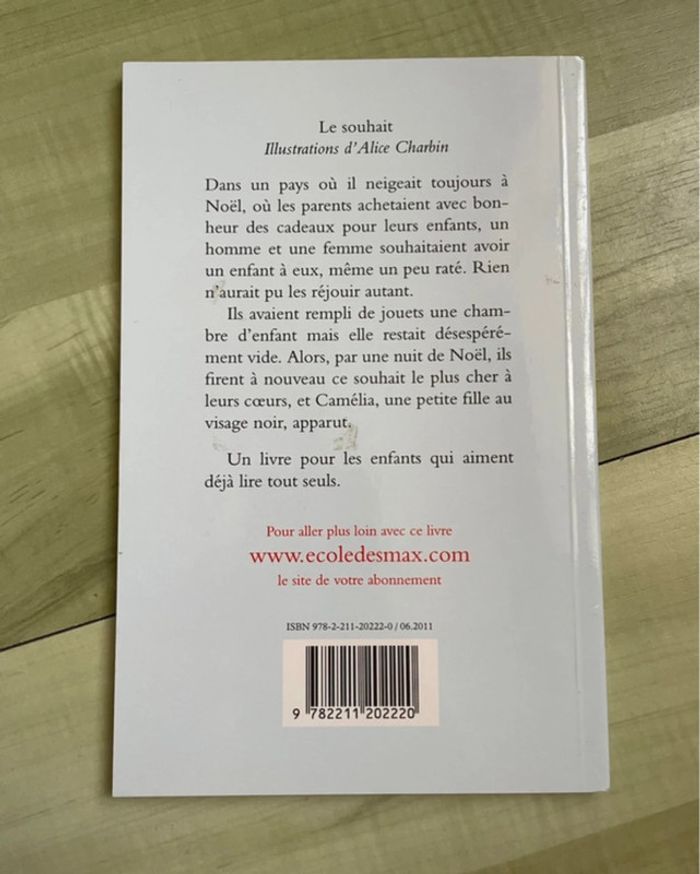 Le souhait
Illustrations d'Alice Charbin
Dans un pays où il neigeait toujours à
Noël, où les parents achetaient avec bon-
heur des cadeaux pour leurs enfants, un
homme et une femme souhaitaient avoir
un enfant à eux, même un peu raté. Rien
n'aurait pu les réjouir autant.
Ils avaient rempli de jouets une cham-
bre d'enfant mais elle restait désespéré-
ment vide. Alors, par une nuit de Noël, ils
firent à nouveau ce souhait le plus cher à
leurs cœurs, et Camélia, une petite fille au
visage noir, apparut.
Un livre pour les enfants qui aiment
déjà lire tout seuls.
Pour aller plus loin avec ce livre
www.ecoledesmax.com
le site de votre abonnement
ISBN 978-2-211-20222-0 / 06.2011
9 782211 202220